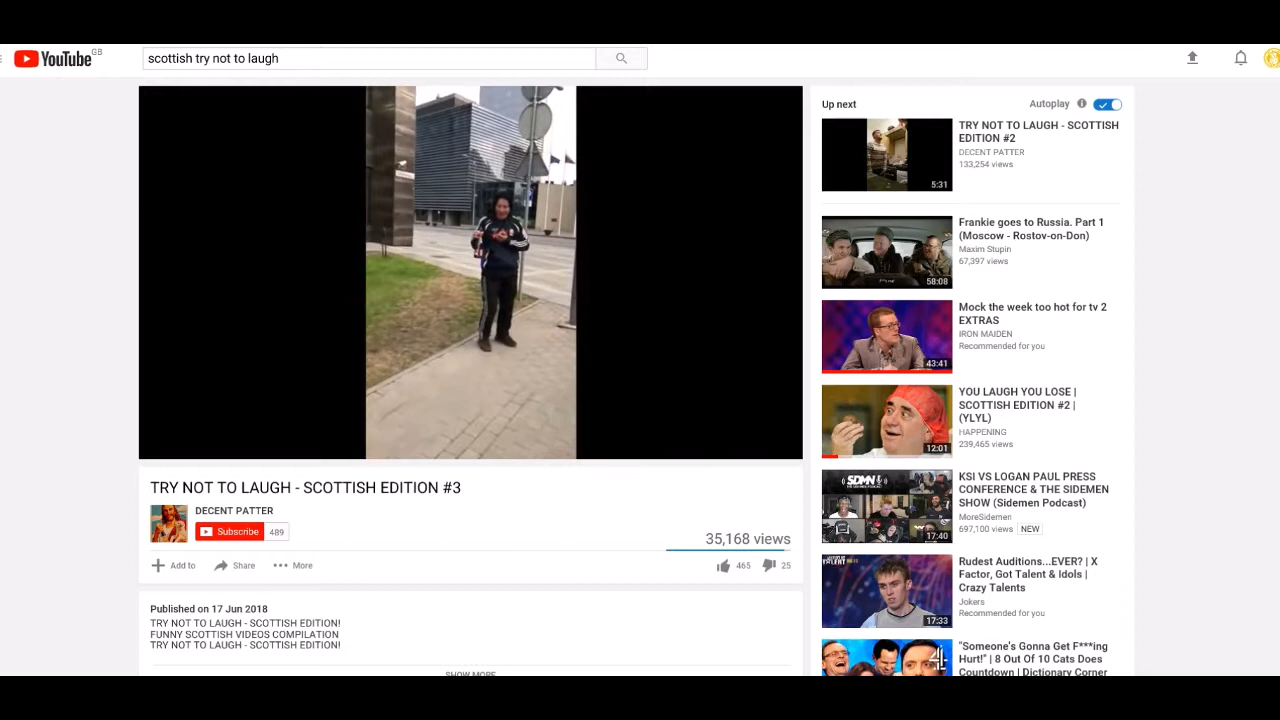 YouTube GB
scottish try not to laugh
Up next
Autoplay
TRY NOT TO LAUGH - SCOTTISH
EDITION #2
DECENT PATTER
133,254 views
5:31
Frankie goes to Russia. Part 1
(Moscow - Rostov-on-Don)
Maxim Stupin
67,397 views
58:08
Mock the week too hot for tv 2
EXTRAS
IRON MAIDEN
Recommended for you
43:41
YOU LAUGH YOU LOSE |
SCOTTISH EDITION #2 |
(YLYL)
HAPPENING
239,465 views
12:01
SDMN
KSI VS LOGAN PAUL PRESS
CONFERENCE & THE SIDEMEN
SHOW (Sidemen Podcast)
MoreSidemen
697,100 views NEW
17:40
Rudest Auditions...EVER? | X
Factor, Got Talent & Idols |
Crazy Talents
Jokers
Recommended for you
17:33
"Someone's Gonna Get F***ing
Hurt!" | 8 Out Of 10 Cats Does
Countdown | Dictionary Corner
4
TRY NOT TO LAUGH - SCOTTISH EDITION #3
DECENT PATTER
Subscribe 489
35,168 views
Add to Share More
465 25
Published on 17 Jun 2018
TRY NOT TO LAUGH - SCOTTISH EDITION!
FUNNY SCOTTISH VIDEOS COMPILATION
TRY NOT TO LAUGH - SCOTTISH EDITION!
SHOW MORE